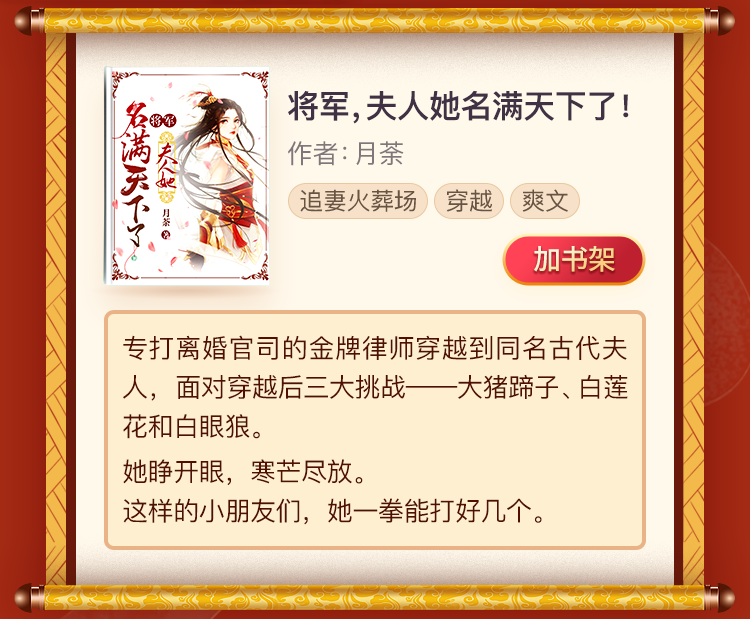 将军
夫人她
名满天下了
月荼 著
将军,夫人她名满天下了!
作者: 月荼
追妻火葬场 穿越 爽文
加书架
专打离婚官司的金牌律师穿越到同名古代夫
人，面对穿越后三大挑战——大猪蹄子、白莲
花和白眼狼。
她睁开眼，寒芒尽放。
这样的小朋友们，她一拳能打好几个。